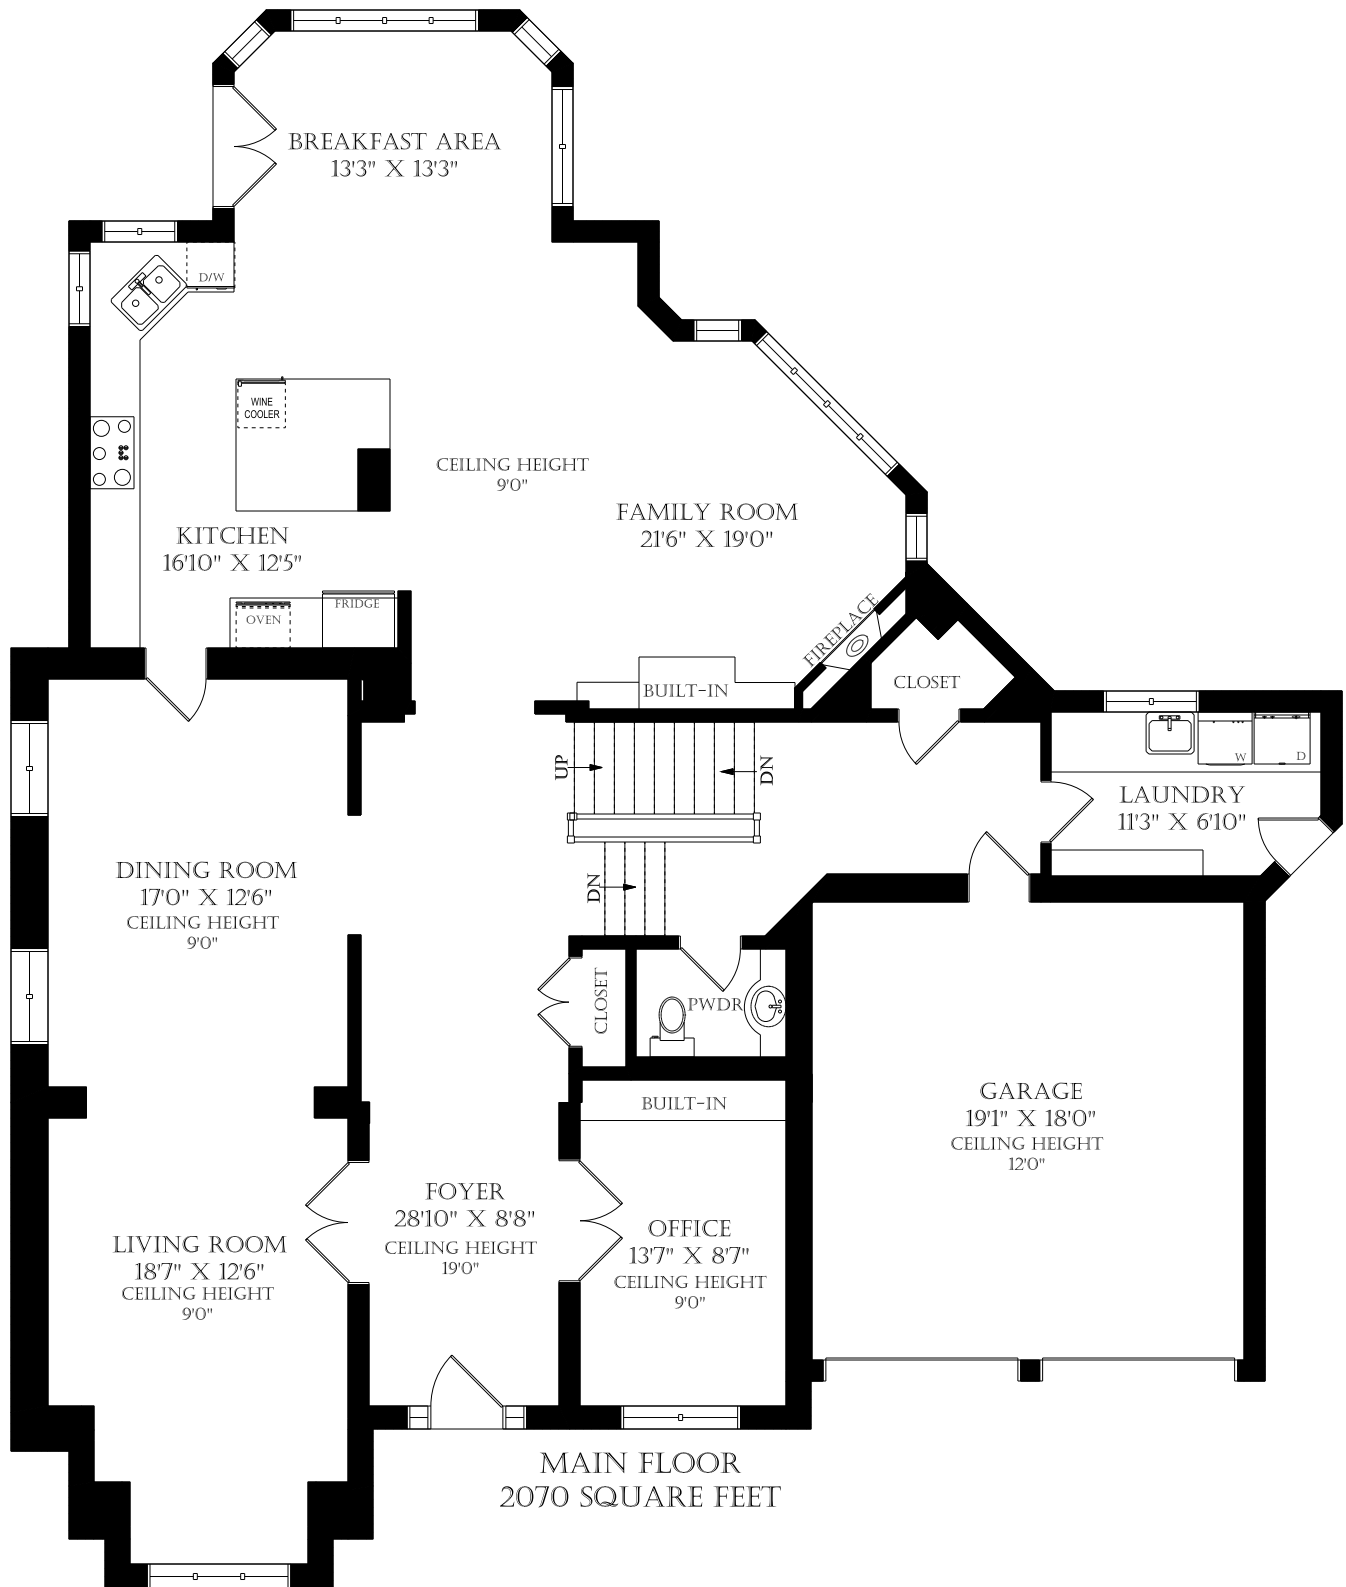 BREAKFAST AREA
13'3" X 13'3"
D/W
WINE
COOLER
CEILING HEIGHT
9'0"
FAMILY ROOM
21'6" X 19'0"
KITCHEN
16'10" X 12'5"
OVEN
FRIDGE
FIREPLACE
BUILT-IN
CLOSET
UP
DN
W
D
LAUNDRY
11'3" X 6'10"
DINING ROOM
17'0" X 12'6"
CEILING HEIGHT
9'0"
DN
CLOSET
PWDR
BUILT-IN
GARAGE
19'1" X 18'0"
CEILING HEIGHT
12'0"
FOYER
28'10" X 8'8"
CEILING HEIGHT
19'0"
OFFICE
13'7" X 8'7"
CEILING HEIGHT
9'0"
LIVING ROOM
18'7" X 12'6"
CEILING HEIGHT
9'0"
MAIN FLOOR
2070 SQUARE FEET